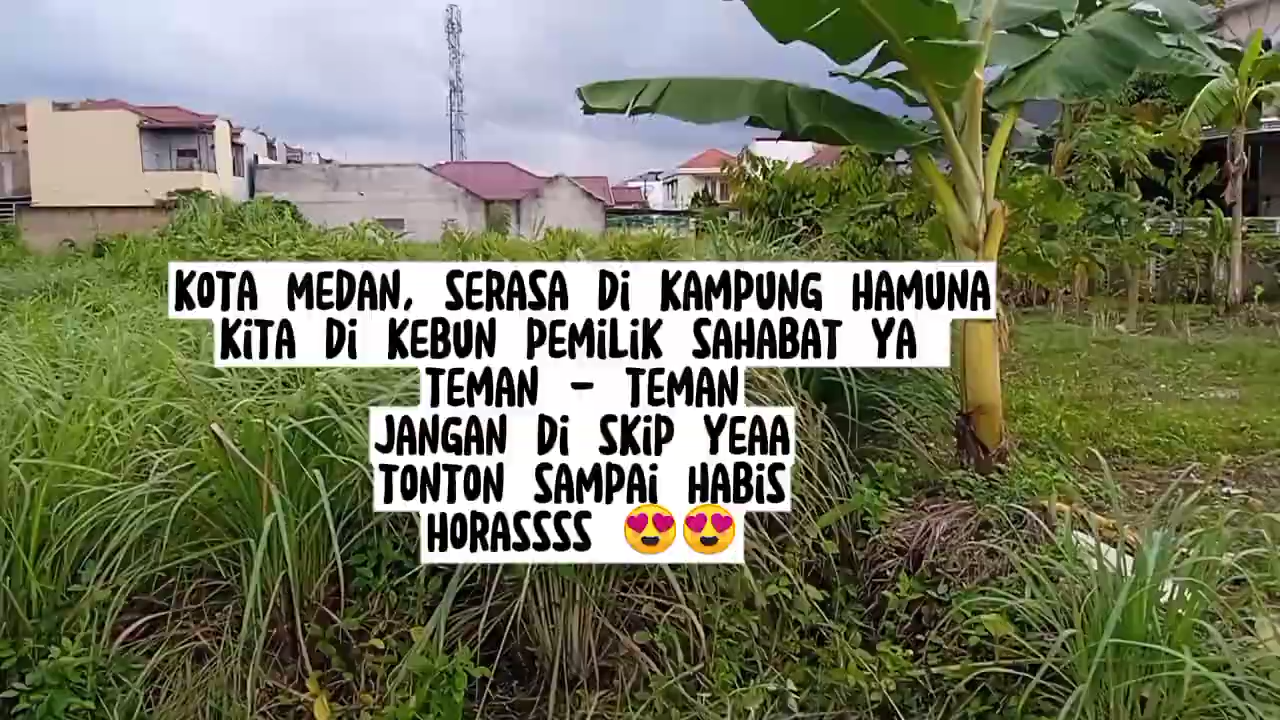 KOTA MEDAN, SERASA Di KAMPUNG HAMUNA
KiTA Di KEBUN PEMiLiK SAHABAT YA
TEMAN - TEMAN
JANGAN Di SKiP YEAA
TONTON SAMPAi HABiS
HORASSSS 😍😍